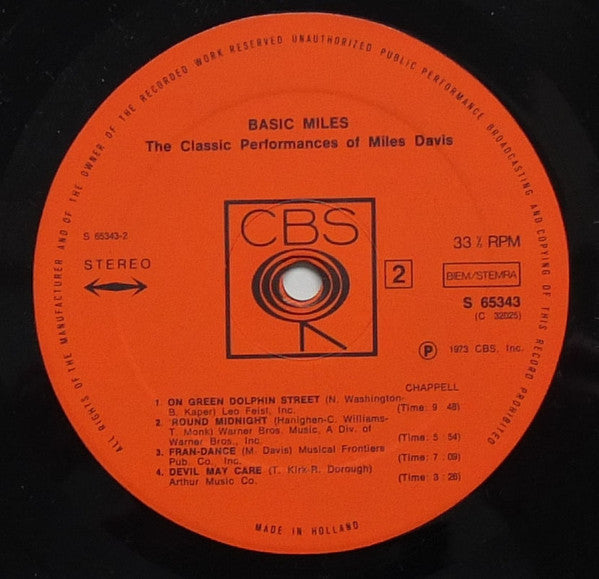 ALL RIGHTS OF THE MANUFACTURER AND OF THE OWNER OF THE RECORDED WORK RESERVED UNAUTHORIZED PUBLIC PERFORMANCE BROADCASTING AND COPYING OF THIS RECORD PROHIBITED
BASIC MILES
The Classic Performances of Miles Davis
CBS
S 65343-2
STEREO
33 ⅓ RPM
2
BIEM/STEMRA
S 65343
(C 32025)
Ⓟ 1973 CBS, Inc.
CHAPPELL
1. ON GREEN DOLPHIN STREET (N. Washington-
B. Kaper) Leo Feist, Inc. (Time: 9 : 48)
2. 'ROUND MIDNIGHT (Hanighen-C. Williams-
T. Monk) Warner Bros. Music, A Div. of
Warner Bros., Inc. (Time: 5 : 54)
3. FRAN-DANCE (M. Davis) Musical Frontiers
Pub. Co. Inc. (Time: 7 : 09)
4. DEVIL MAY CARE (T. Kirk-R. Dorough)
Arthur Music Co. (Time: 3 : 26)
MADE IN HOLLAND